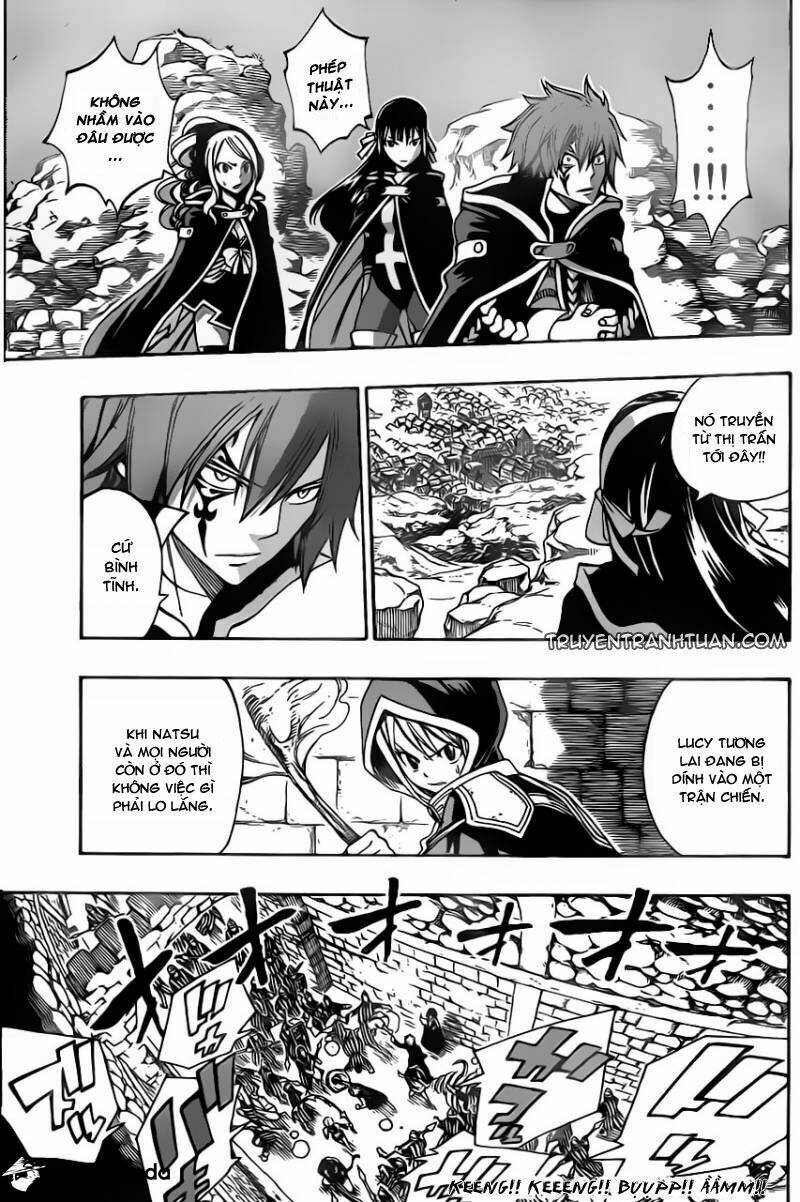 ...!!!
PHÉP
THUẬT
NÀY...
KHÔNG
NHẦM VÀO
ĐÂU ĐƯỢC
...
NÓ TRUYỀN
TỪ THỊ TRẤN
TỚI ĐÂY!!
CỨ
BÌNH
TĨNH.
TRUYENTRANHTUAN.COM
LUCY TƯƠNG
LAI ĐANG BỊ
DÍNH VÀO MỘT
TRẬN CHIẾN.
KHI NATSU
VÀ MỌI NGƯỜI
CÒN Ở ĐÓ THÌ
KHÔNG VIỆC GÌ
PHẢI LO LẮNG.
KEENG!! KEEENG!! BUUPP!! ẦẦMM!!